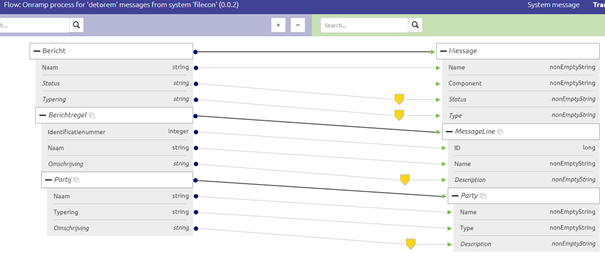 Flow: Onramp process for 'detorem' messages from system 'filecon' (0.0.2) System message Tra
Search... + - Search...
Bericht Message
Naam string Name nonEmptyString
Component nonEmptyString
Status string Status nonEmptyString
Typering string Type nonEmptyString
Berichtregel MessageLine
Identificatienummer integer ID long
Naam string Name nonEmptyString
Omschrijving string Description nonEmptyString
Partij Party
Naam string Name nonEmptyString
Typering string Type nonEmptyString
Omschrijving string Description nonEmptyString